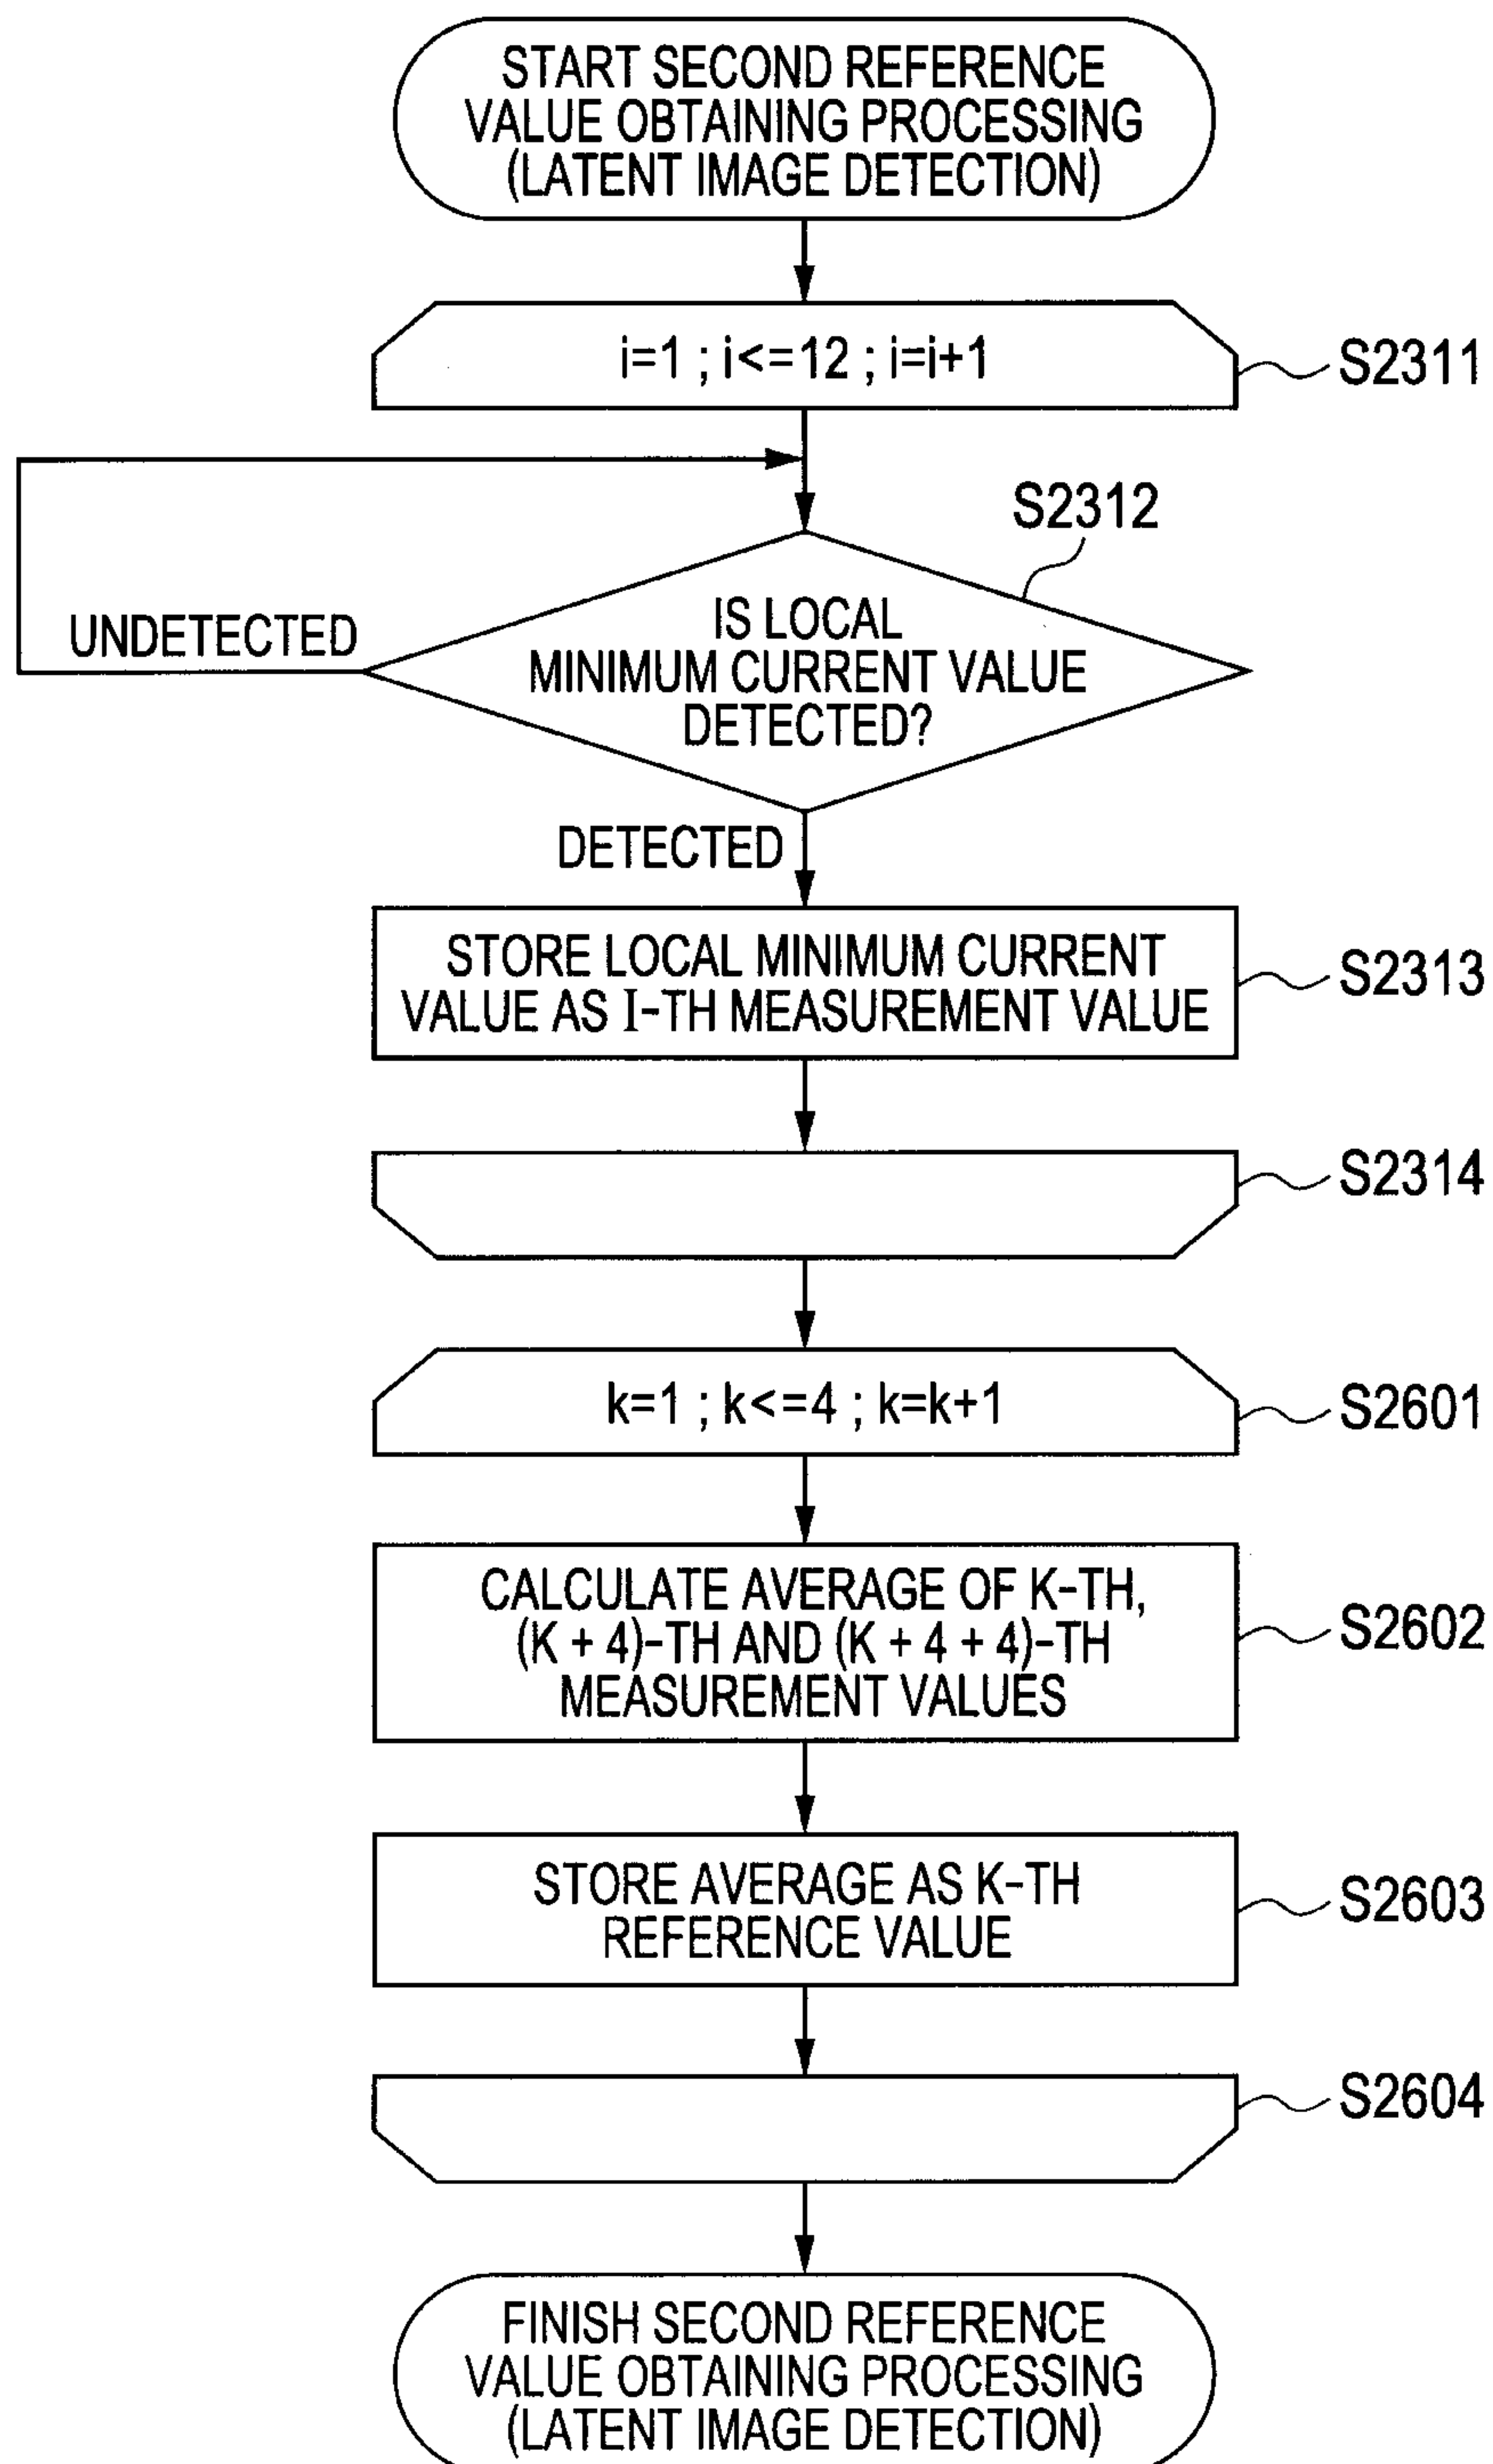 START SECOND REFERENCE
VALUE OBTAINING PROCESSING
(LATENT IMAGE DETECTION)
i=1 ; i<=12 ; i=i+1
S2311
S2312
IS LOCAL
MINIMUM CURRENT VALUE
DETECTED?
UNDETECTED
DETECTED
STORE LOCAL MINIMUM CURRENT
VALUE AS I-TH MEASUREMENT VALUE
S2313
S2314
k=1 ; k<=4 ; k=k+1
S2601
CALCULATE AVERAGE OF K-TH,
(K + 4)-TH AND (K + 4 + 4)-TH
MEASUREMENT VALUES
S2602
STORE AVERAGE AS K-TH
REFERENCE VALUE
S2603
S2604
FINISH SECOND REFERENCE
VALUE OBTAINING PROCESSING
(LATENT IMAGE DETECTION)